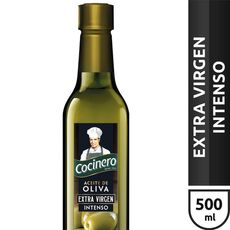 Cocinero
ACEITE DE
OLIVA
EXTRA VIRGEN
INTENSO
EXTRA VIRGEN
INTENSO
500
ml